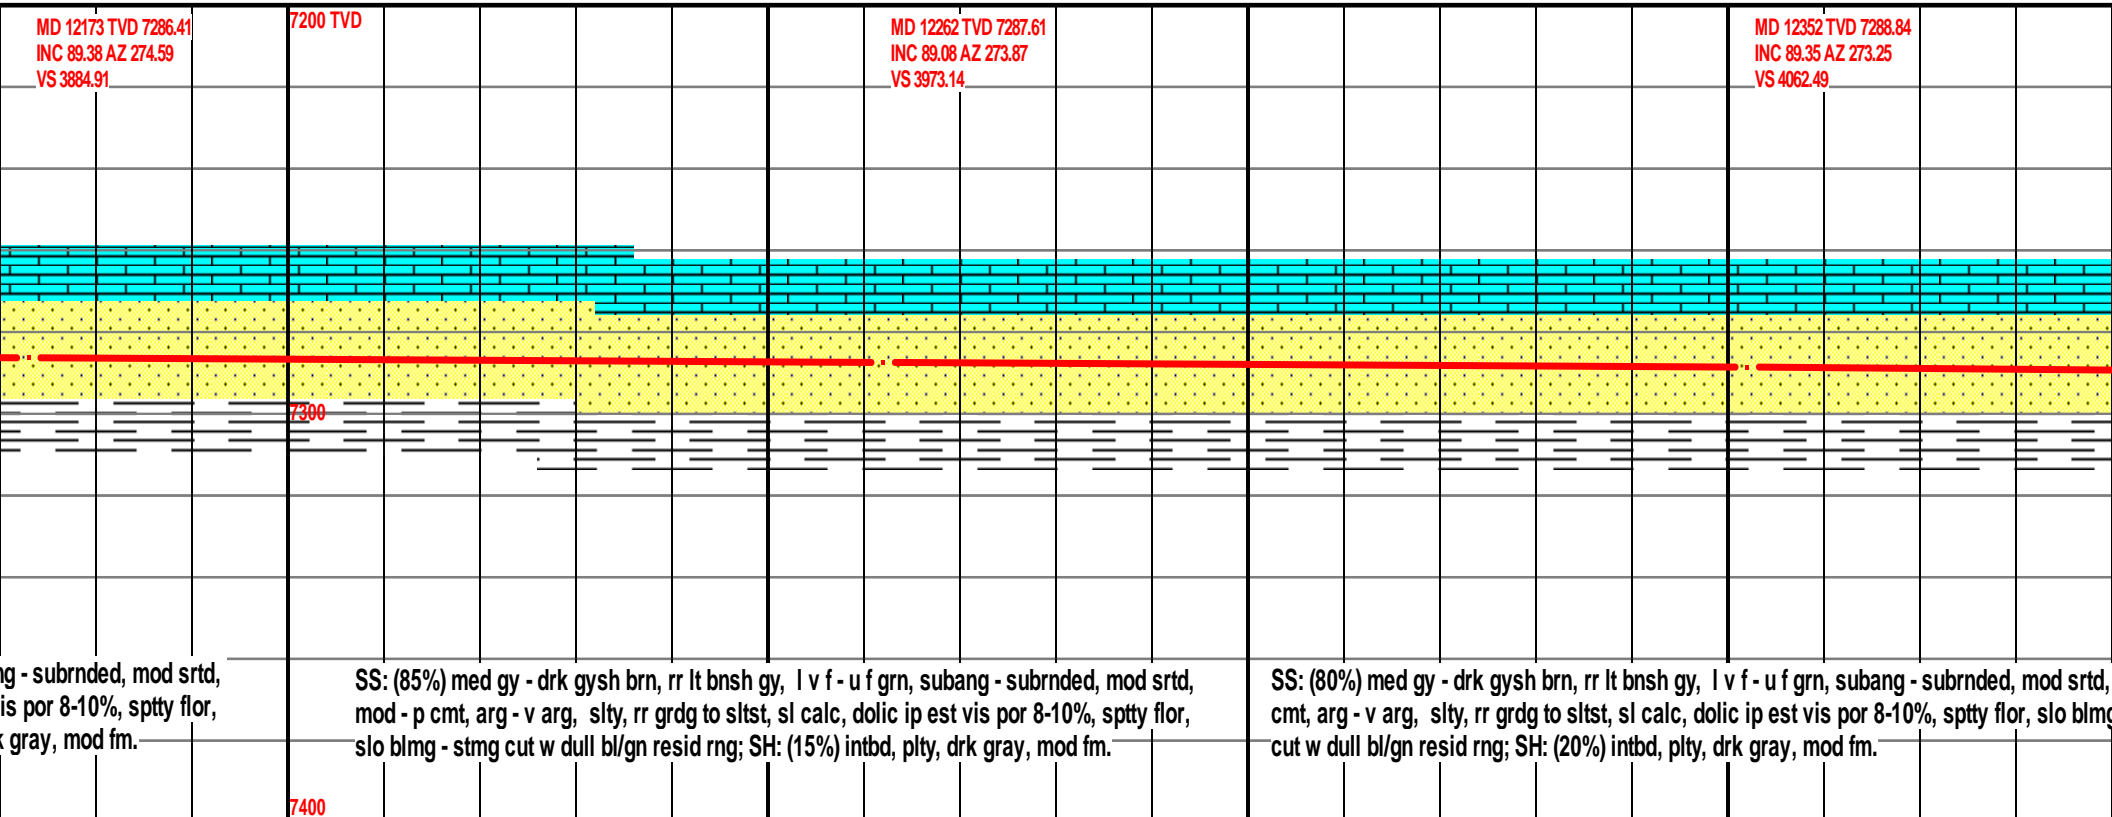 MD 12173 TVD 7286.41
INC 89.38 AZ 274.59
VS 3884.91
7200 TVD
MD 12262 TVD 7287.61
INC 89.08 AZ 273.87
VS 3973.14
MD 12352 TVD 7288.84
INC 89.35 AZ 273.25
VS 4062.49
7300
ng - subrnded, mod srtd,
is por 8-10%, sptty flor,
k gray, mod fm.
SS: (85%) med gy - drk gysh brn, rr lt bnsh gy, l v f - u f grn, subang - subrnded, mod srtd,
mod - p cmt, arg - v arg, slty, rr grdg to sltst, sl calc, dolic ip est vis por 8-10%, sptty flor,
slo blmg - stmg cut w dull bl/gn resid rng; SH: (15%) intbd, plty, drk gray, mod fm.
SS: (80%) med gy - drk gysh brn, rr lt bnsh gy, l v f - u f grn, subang - subrnded, mod srtd,
cmt, arg - v arg, slty, rr grdg to sltst, sl calc, dolic ip est vis por 8-10%, sptty flor, slo blmg
cut w dull bl/gn resid rng; SH: (20%) intbd, plty, drk gray, mod fm.
7400